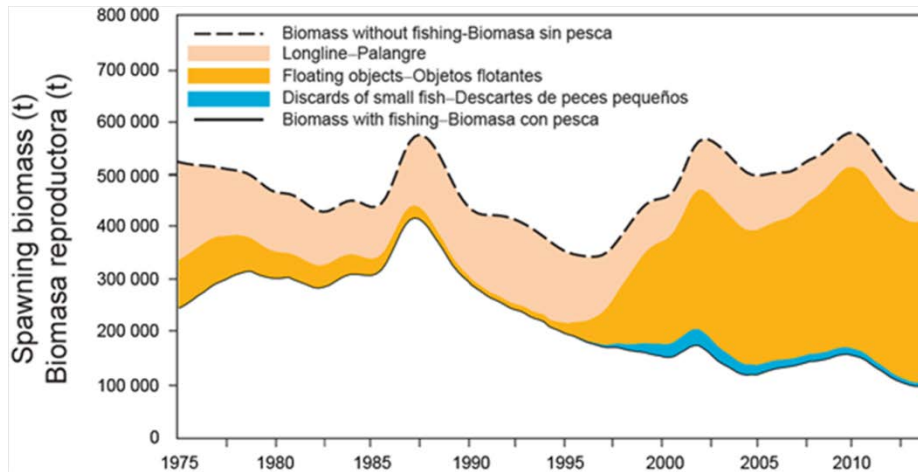 800 000
700 000
600 000
500 000
400 000
300 000
200 000
100 000
0
Spawning biomass (t)
Biomasa reproductora (t)
Biomass without fishing-Biomasa sin pesca
Longline–Palangre
Floating objects–Objetos flotantes
Discards of small fish–Descartes de peces pequeños
Biomass with fishing–Biomasa con pesca
1975 1980 1985 1990 1995 2000 2005 2010